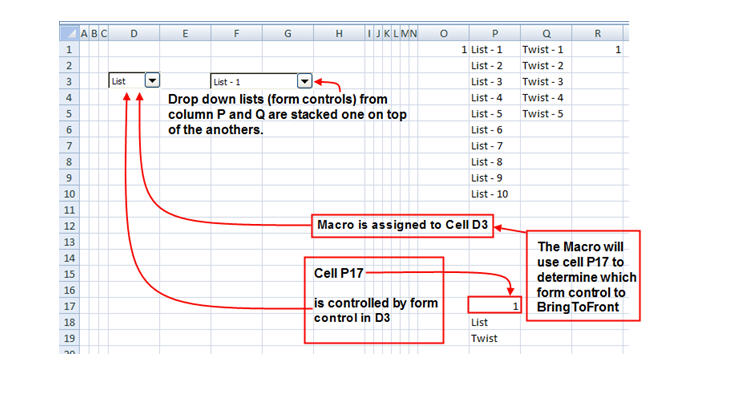 A B C D E F G H I J K L M N O P Q R
1 1 List - 1 Twist - 1 1
2 List - 2 Twist - 2
3 List List - 1 List - 3 Twist - 3
4 List - 4 Twist - 4
5 List - 5 Twist - 5
Drop down lists (form controls) from
column P and Q are stacked one on top
of the anothers.
6 List - 6
7 List - 7
8 List - 8
9 List - 9
10 List - 10
11
12 Macro is assigned to Cell D3
13
14
15
16
17 1
18 List
19 Twist
20
Cell P17
is controlled by form
control in D3
The Macro will
use cell P17 to
determine which
form control to
BringToFront